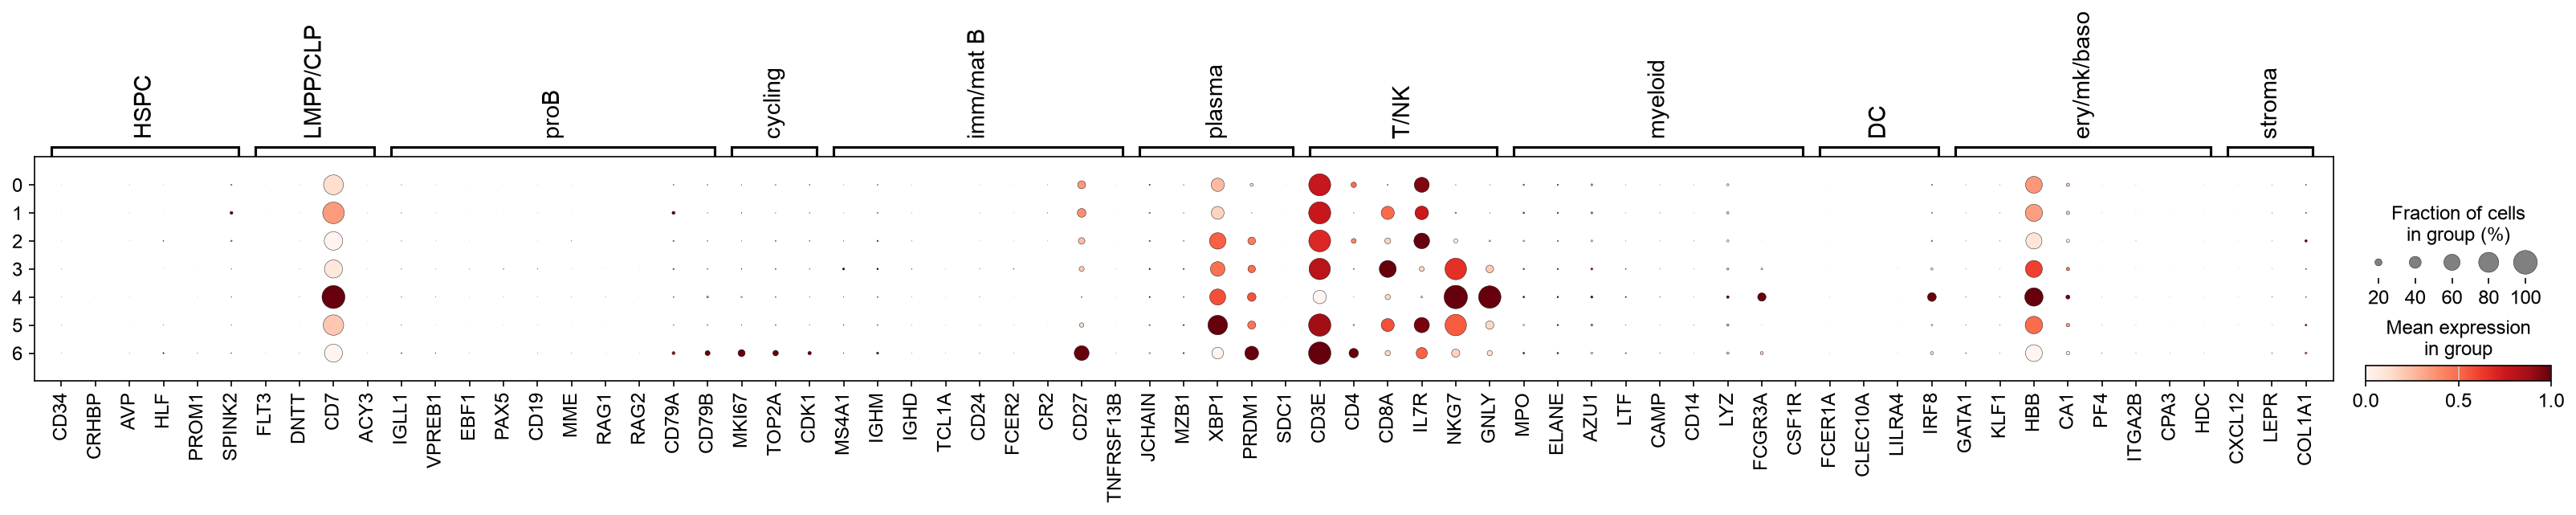 HSPC
LMPP/CLP
proB
cycling
imm/mat B
plasma
T/NK
myeloid
DC
ery/mk/baso
stroma
0
1
2
3
4
5
6
CD34
CRHBP
AVP
HLF
PROM1
SPINK2
FLT3
DNTT
CD7
ACY3
IGLL1
VPREB1
EBF1
PAX5
CD19
MME
RAG1
RAG2
CD79A
CD79B
MKI67
TOP2A
CDK1
MS4A1
IGHM
IGHD
TCL1A
CD24
FCER2
CR2
CD27
TNFRSF13B
JCHAIN
MZB1
XBP1
PRDM1
SDC1
CD3E
CD4
CD8A
IL7R
NKG7
GNLY
MPO
ELANE
AZU1
LTF
CAMP
CD14
LYZ
FCGR3A
CSF1R
FCER1A
CLEC10A
LILRA4
IRF8
GATA1
KLF1
HBB
CA1
PF4
ITGA2B
CPA3
HDC
CXCL12
LEPR
COL1A1
Fraction of cells
in group (%)
20 40 60 80 100
Mean expression
in group
0.0 0.5 1.0